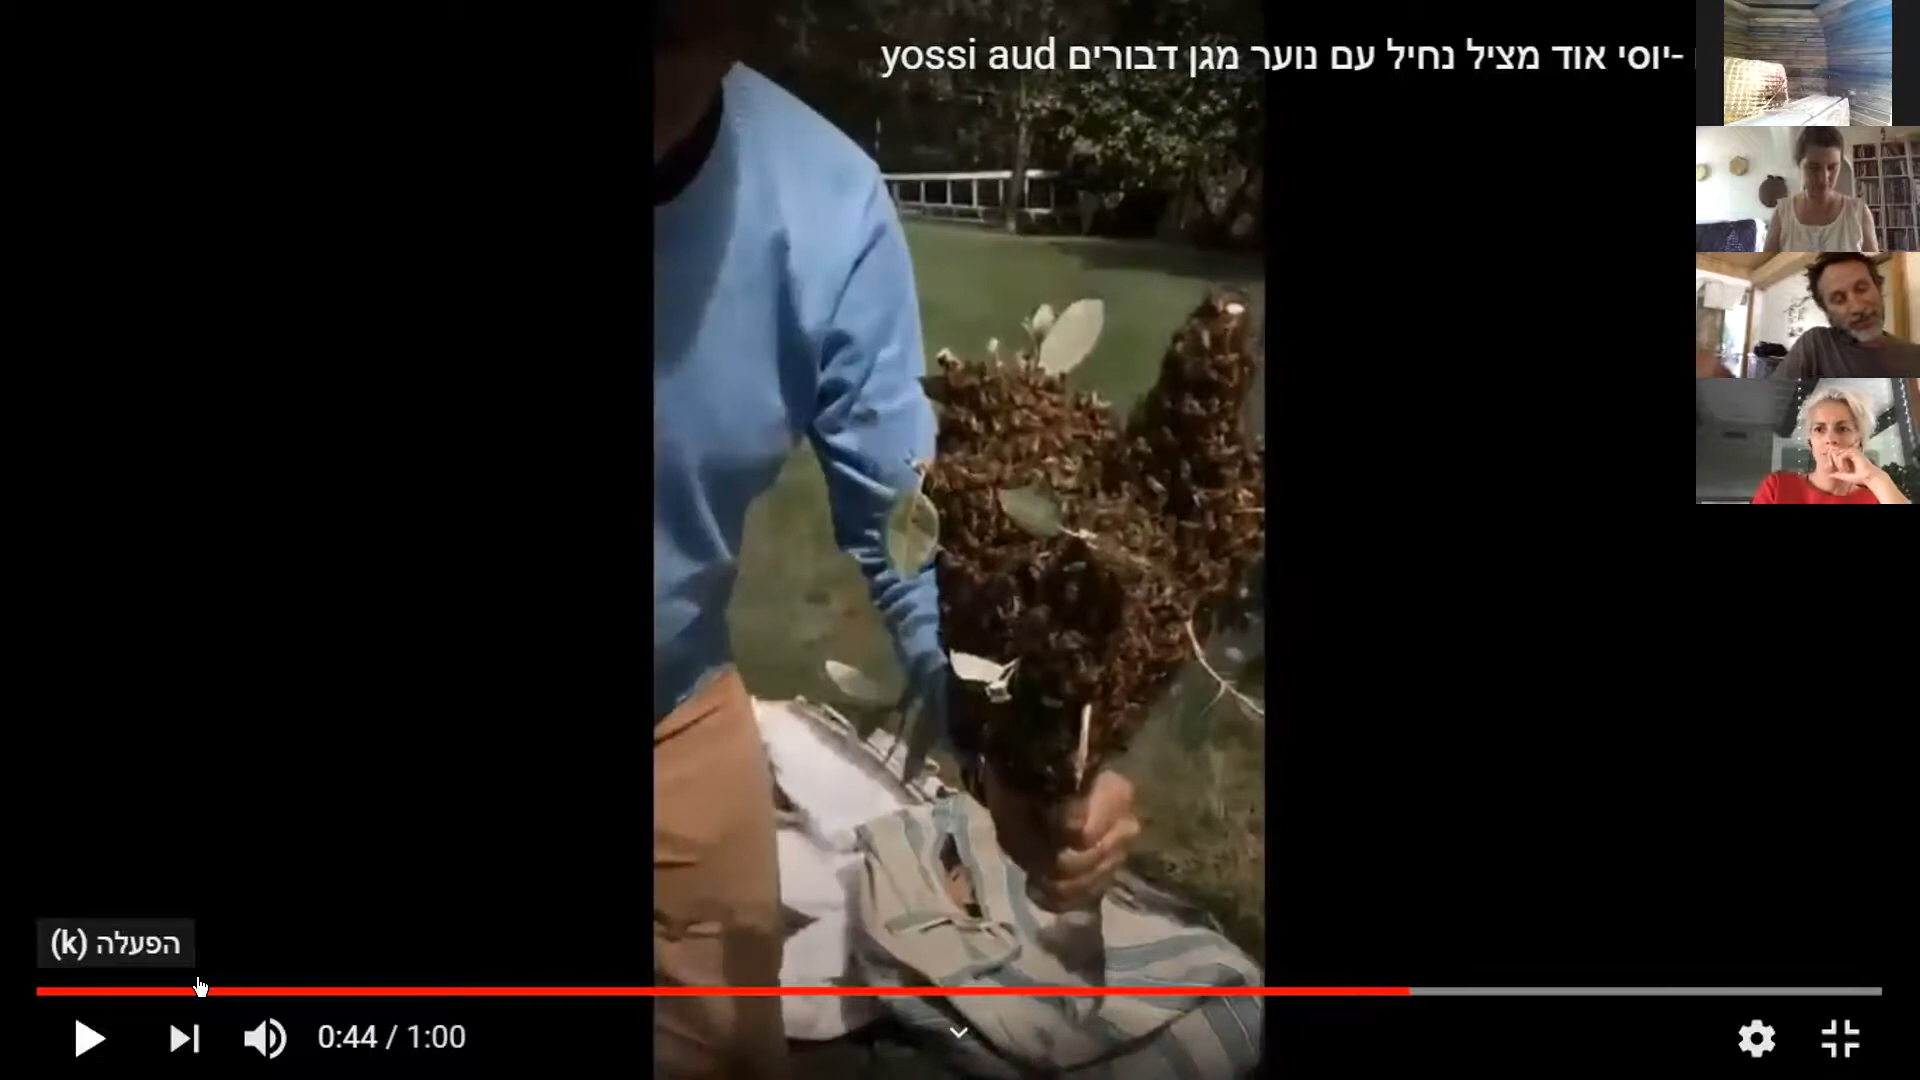 יוסי אוד מציל נחיל עם נוער מגן דבורים yossi aud-
הפעלה (k)
0:44 / 1:00